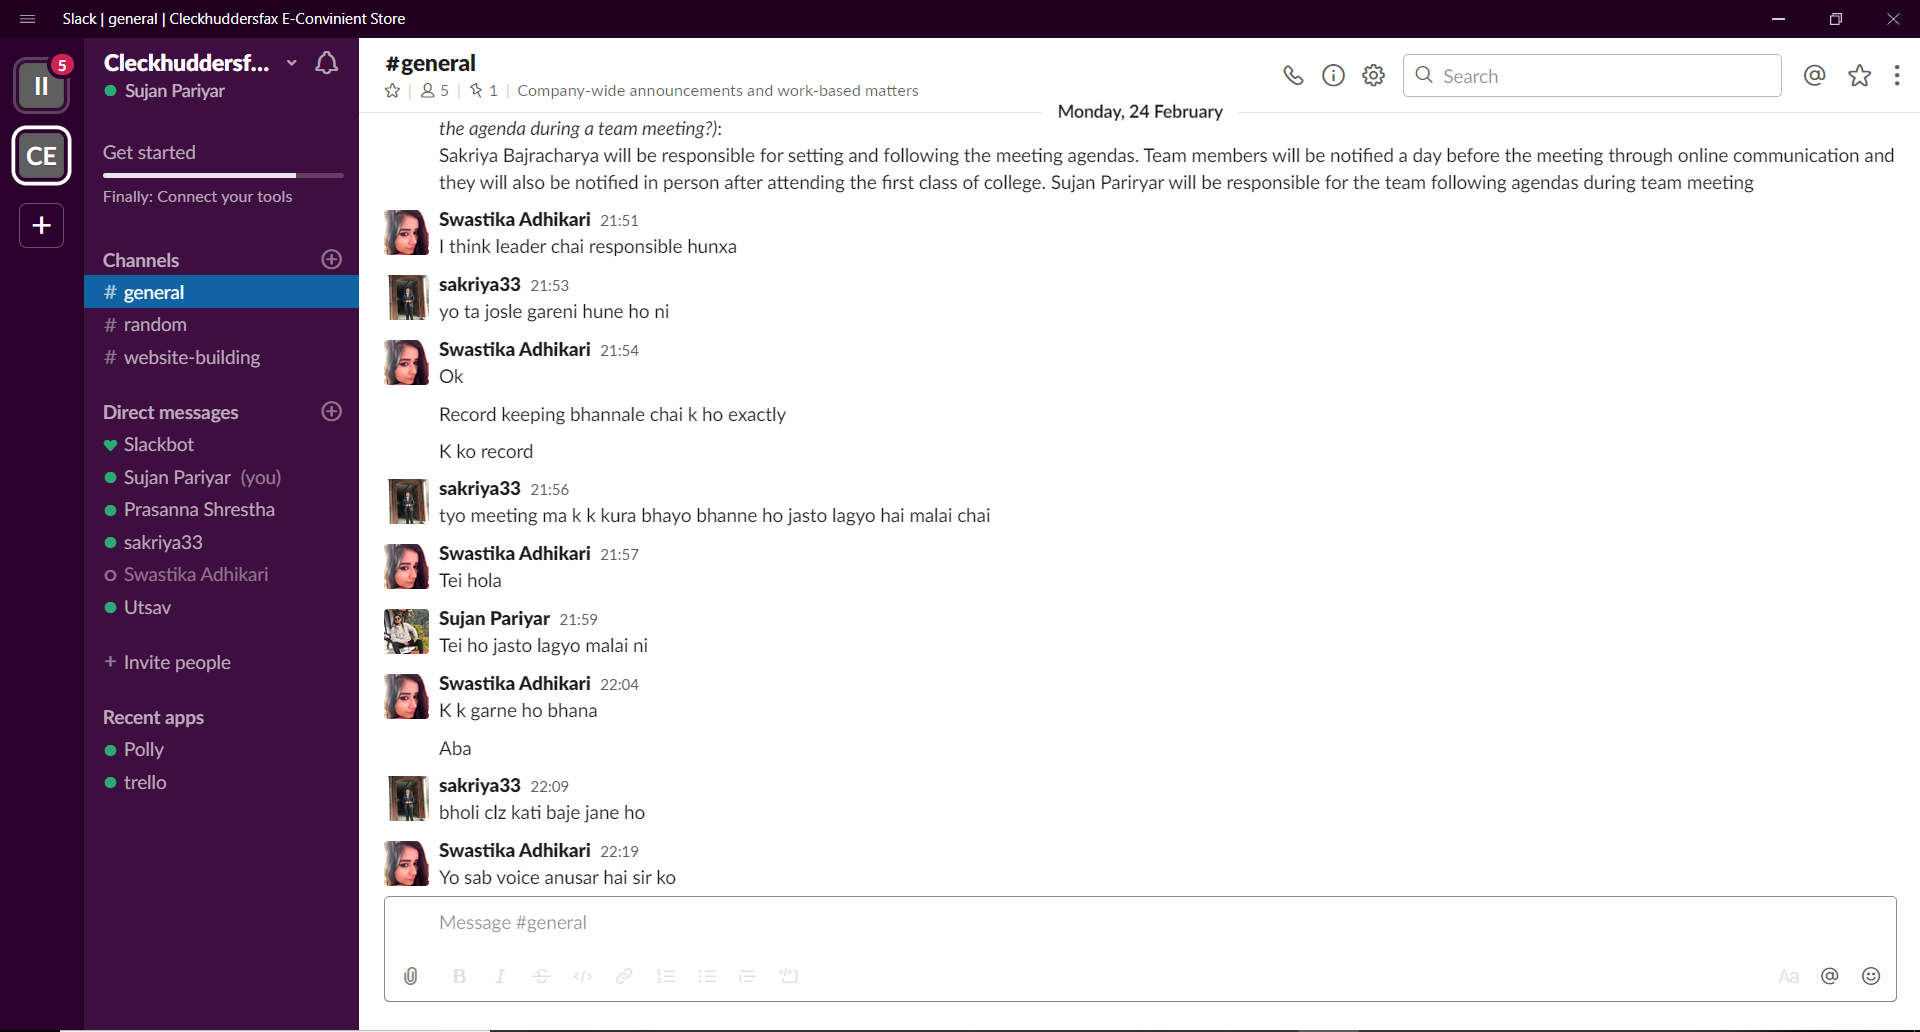 Slack | general | Cleckhuddersfax E-Convinient Store
5
II
CE
+
Cleckhuddersf...
Sujan Pariyar
Get started
Finally: Connect your tools
Channels
# general
# random
# website-building
Direct messages
Slackbot
Sujan Pariyar (you)
Prasanna Shrestha
sakriya33
Swastika Adhikari
Utsav
+ Invite people
Recent apps
Polly
trello
#general
5 | 1 | Company-wide announcements and work-based matters
Search
Monday, 24 February
the agenda during a team meeting?):
Sakriya Bajracharya will be responsible for setting and following the meeting agendas. Team members will be notified a day before the meeting through online communication and
they will also be notified in person after attending the first class of college. Sujan Pariryar will be responsible for the team following agendas during team meeting
Swastika Adhikari 21:51
I think leader chai responsible hunxa
sakriya33 21:53
yo ta josle gareni hune ho ni
Swastika Adhikari 21:54
Ok
Record keeping bhannale chai k ho exactly
K ko record
sakriya33 21:56
tyo meeting ma k k kura bhayo bhanne ho jasto lagyo hai malai chai
Swastika Adhikari 21:57
Tei hola
Sujan Pariyar 21:59
Tei ho jasto lagyo malai ni
Swastika Adhikari 22:04
K k garne ho bhana
Aba
sakriya33 22:09
bholi clz kati baje jane ho
Swastika Adhikari 22:19
Yo sab voice anusar hai sir ko
Message #general
B I S Aa @